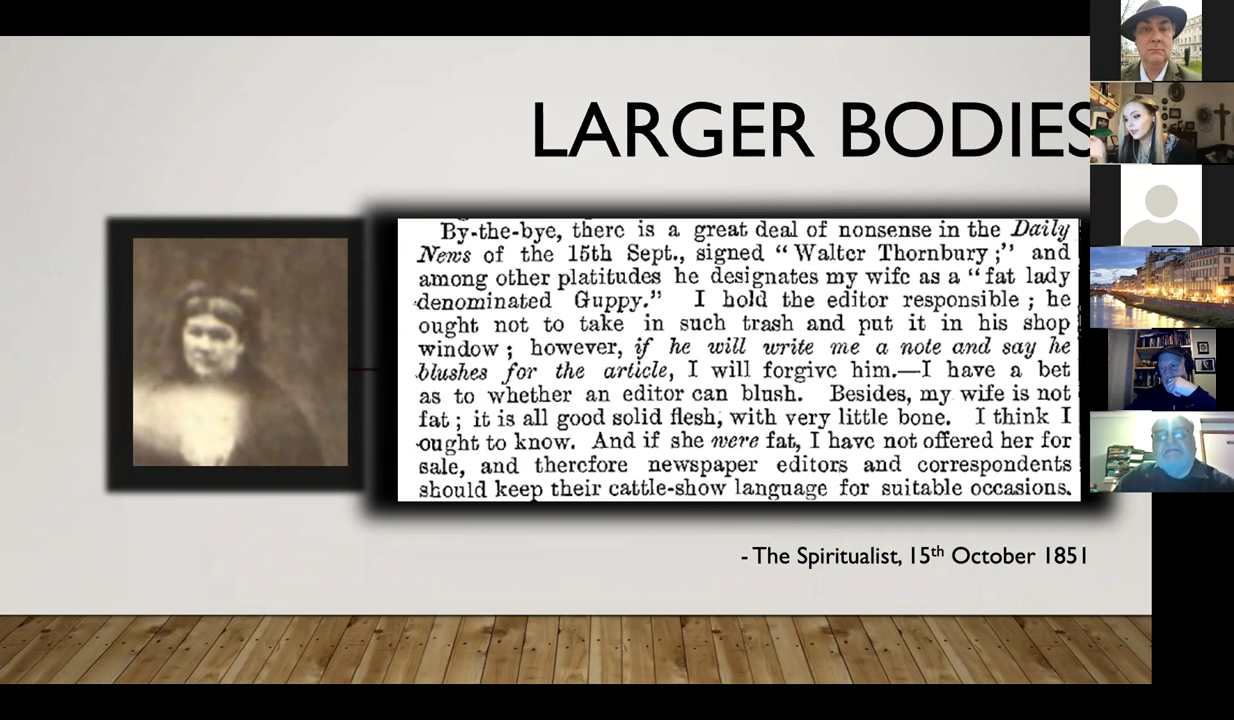 LARGER BODIES
By-the-bye, there is a great deal of nonsense in the Daily
News of the 15th Sept., signed “Walter Thornbury;” and
among other platitudes he designates my wife as a “fat lady
denominated Guppy.” I hold the editor responsible; he
ought not to take in such trash and put it in his shop
window; however, if he will write me a note and say he
blushes for the article, I will forgive him.—I have a bet
as to whether an editor can blush. Besides, my wife is not
fat; it is all good solid flesh, with very little bone. I think I
ought to know. And if she were fat, I have not offered her for
sale, and therefore newspaper editors and correspondents
should keep their cattle-show language for suitable occasions.
- The Spiritualist, 15th October 1851